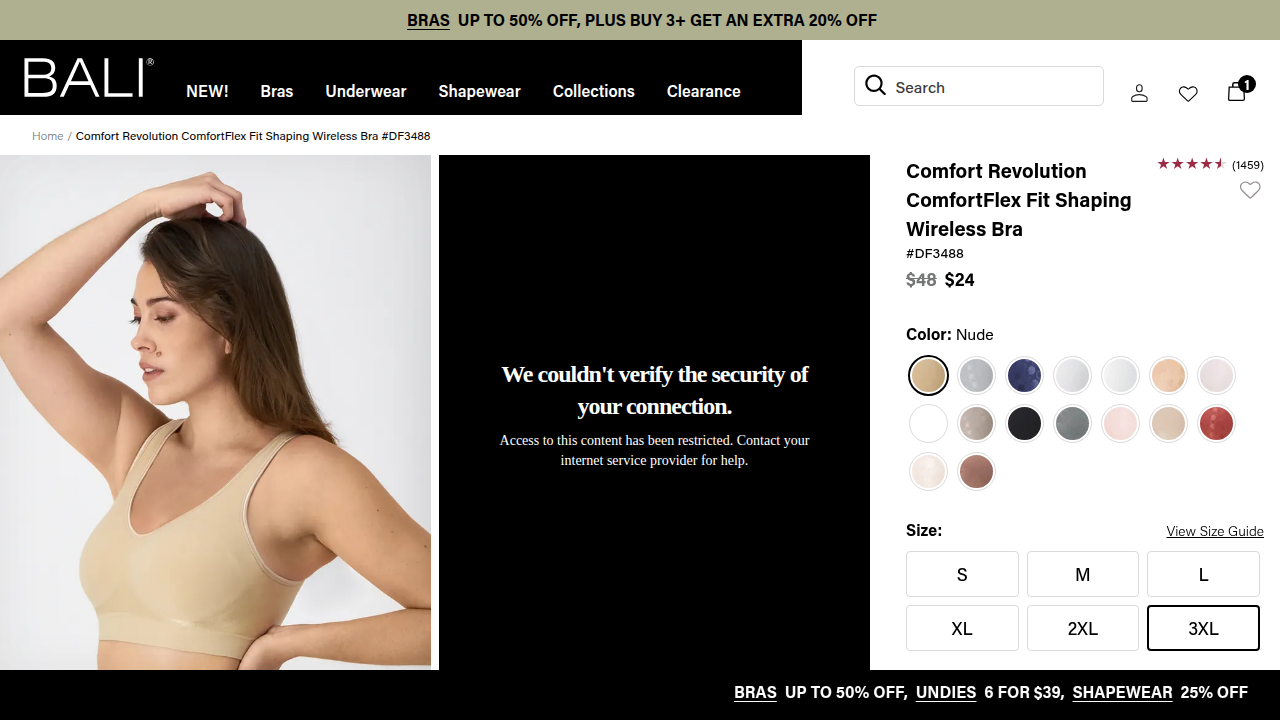 BRAS UP TO 50% OFF, PLUS BUY 3+ GET AN EXTRA 20% OFF
BALI®
NEW! Bras Underwear Shapewear Collections Clearance
Search
1
Home / Comfort Revolution ComfortFlex Fit Shaping Wireless Bra #DF3488
Comfort Revolution
ComfortFlex Fit Shaping
Wireless Bra
(1459)
#DF3488
$48 $24
Color: Nude
We couldn't verify the security of
your connection.
Access to this content has been restricted. Contact your
internet service provider for help.
Size:
View Size Guide
S M L
XL 2XL 3XL
BRAS UP TO 50% OFF, UNDIES 6 FOR $39, SHAPEWEAR 25% OFF